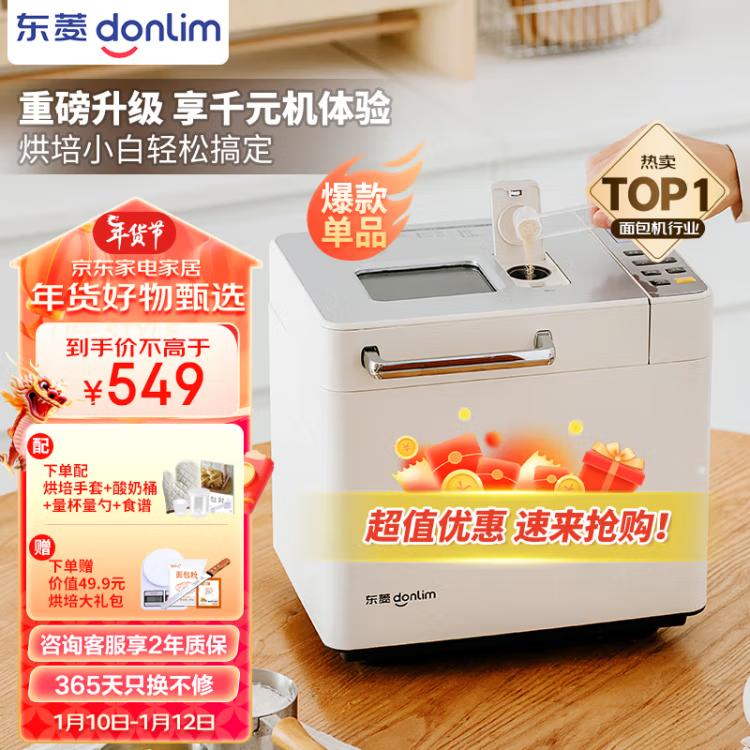 东菱 donlim
重磅升级 享千元机体验
烘培小白轻松搞定
爆款
单品
热卖
TOP1
面包机行业
年货节
京东家电家居
年货好物甄选
到手价不高于
¥549
配
下单配
烘培手套+酸奶桶
+量杯量勺+食谱
赠
下单赠
价值49.9元
烘培大礼包
面包粉
咨询客服享2年质保
365天只换不修
1月10日-1月12日
超值优惠 速来抢购!
东菱 donlim